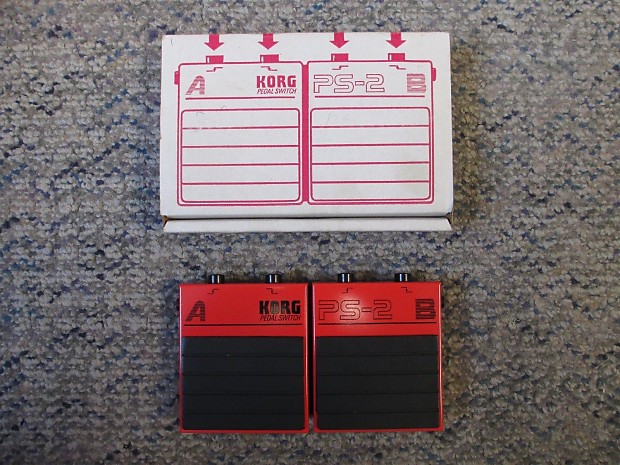 A KORG PS-2 B
PEDAL SWITCH
A KORG PS-2 B
PEDAL SWITCH